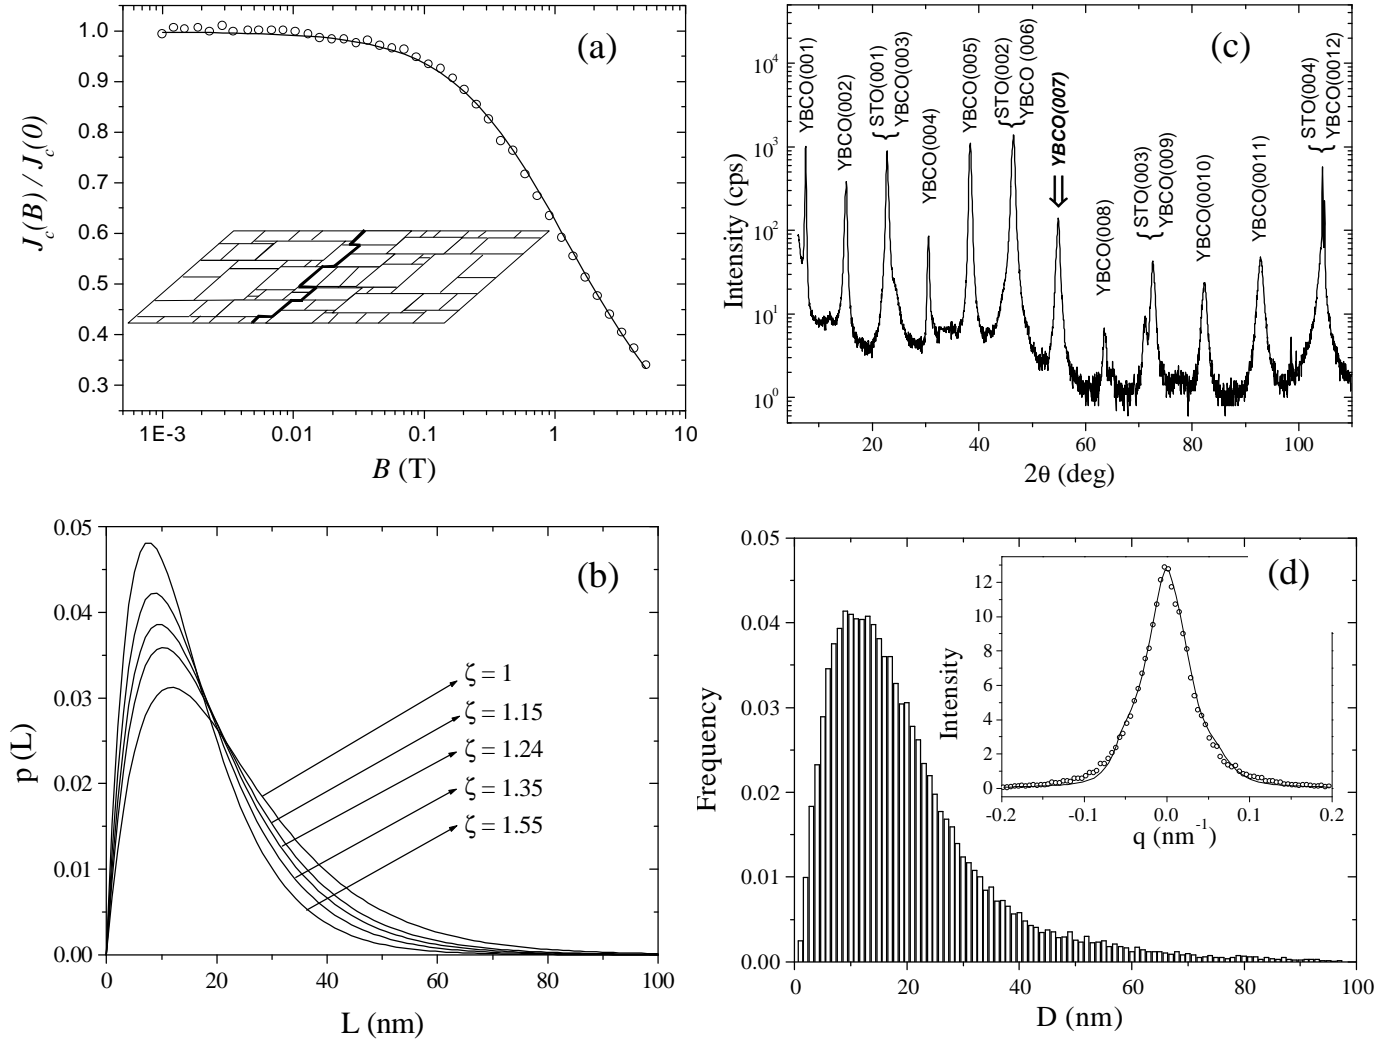 (a)
1.0
0.9
0.8
0.7
0.6
0.5
0.4
0.3
J_c(B) / J_c(0)
1E-3
0.01
0.1
1
10
B (T)
(c)
10^4
10^3
10^2
10^1
10^0
Intensity (cps)
YBCO(001)
YBCO(002)
STO(001)
YBCO(003)
YBCO(004)
YBCO(005)
STO(002)
YBCO (006)
YBCO(007)
YBCO(008)
STO(003)
YBCO(009)
YBCO(0010)
YBCO(0011)
STO(004)
YBCO(0012)
20
40
60
80
100
2θ (deg)
(b)
0.05
0.04
0.03
0.02
0.01
0.00
p (L)
ζ = 1
ζ = 1.15
ζ = 1.24
ζ = 1.35
ζ = 1.55
0
20
40
60
80
100
L (nm)
(d)
0.05
0.04
0.03
0.02
0.01
0.00
Frequency
12
10
8
6
4
2
0
Intensity
-0.2
-0.1
0.0
0.1
0.2
q (nm^-1)
0
20
40
60
80
100
D (nm)